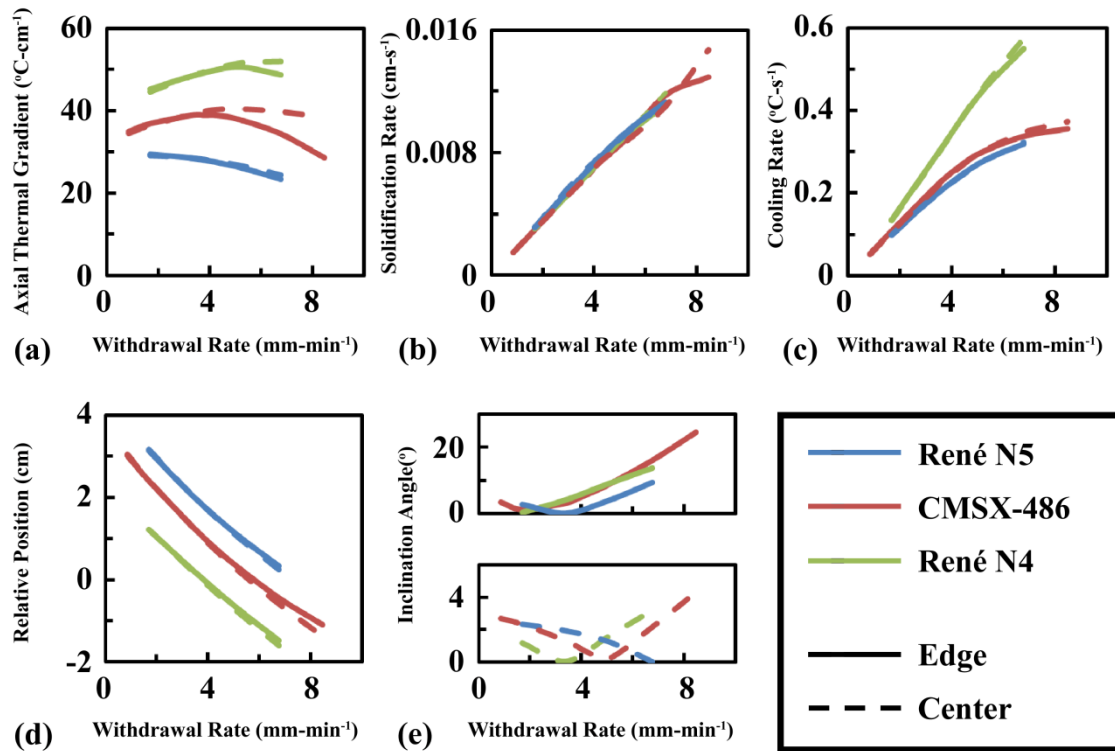 Axial Thermal Gradient (°C-cm⁻¹)
60
40
20
0
0
4
8
Withdrawal Rate (mm-min⁻¹)
(a)
Solidification Rate (cm-s⁻¹)
0.016
0.008
0
0
4
8
Withdrawal Rate (mm-min⁻¹)
(b)
Cooling Rate (°C-s⁻¹)
0.6
0.4
0.2
0
0
4
8
Withdrawal Rate (mm-min⁻¹)
(c)
Relative Position (cm)
4
2
0
-2
0
4
8
Withdrawal Rate (mm-min⁻¹)
(d)
Inclination Angle(°)
20
0
4
0
0
4
8
Withdrawal Rate (mm-min⁻¹)
(e)
René N5
CMSX-486
René N4
Edge
Center